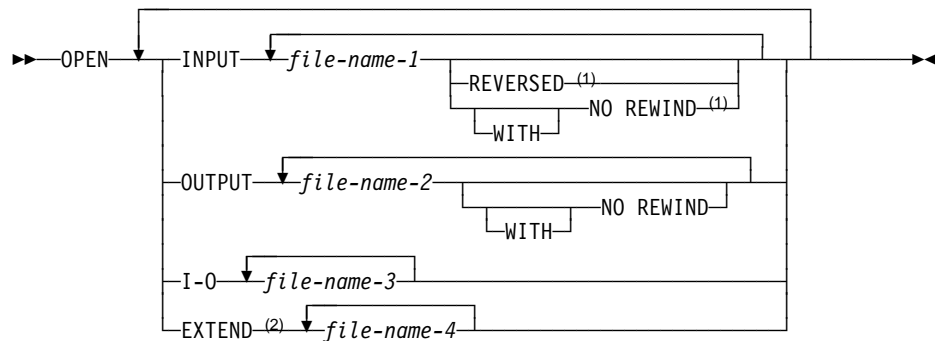 OPEN INPUT file-name-1
REVERSED (1)
NO REWIND (1)
WITH
OUTPUT file-name-2
NO REWIND
WITH
I-O file-name-3
EXTEND (2) file-name-4